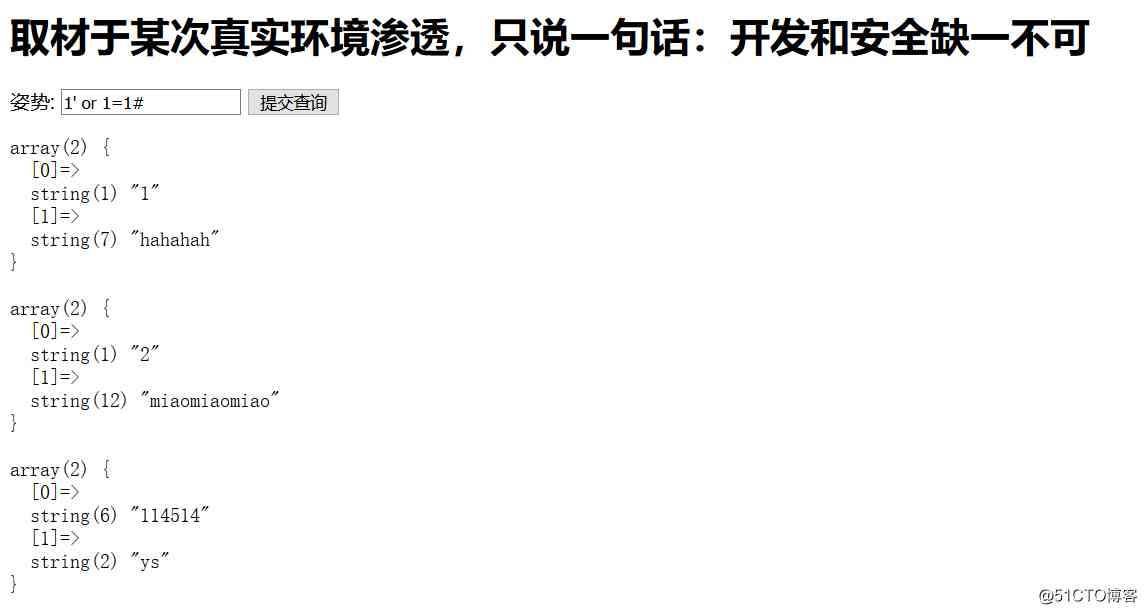 取材于某次真实环境渗透，只说一句话：开发和安全缺一不可
姿势: 1' or 1=1# 提交查询
array(2) {
  [0]=>
  string(1) "1"
  [1]=>
  string(7) "hahahah"
}
array(2) {
  [0]=>
  string(1) "2"
  [1]=>
  string(12) "miaomiaomiao"
}
array(2) {
  [0]=>
  string(6) "114514"
  [1]=>
  string(2) "ys"
}
@51CTO博客